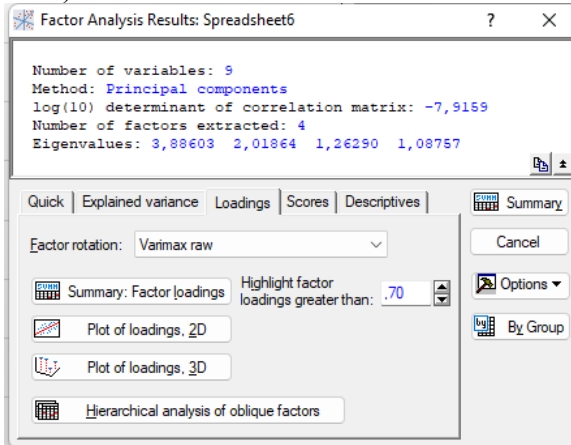 Factor Analysis Results: Spreadsheet6 ? ×
Number of variables: 9
Method: Principal components
log(10) determinant of correlation matrix: -7,9159
Number of factors extracted: 4
Eigenvalues: 3,88603 2,01864 1,26290 1,08757
Quick | Explained variance | Loadings | Scores | Descriptives
Summary
Factor rotation: Varimax raw
Cancel
Summary: Factor loadings
Highlight factor
loadings greater than: ,70
Options
Plot of loadings, 2D
By Group
Plot of loadings, 3D
Hierarchical analysis of oblique factors